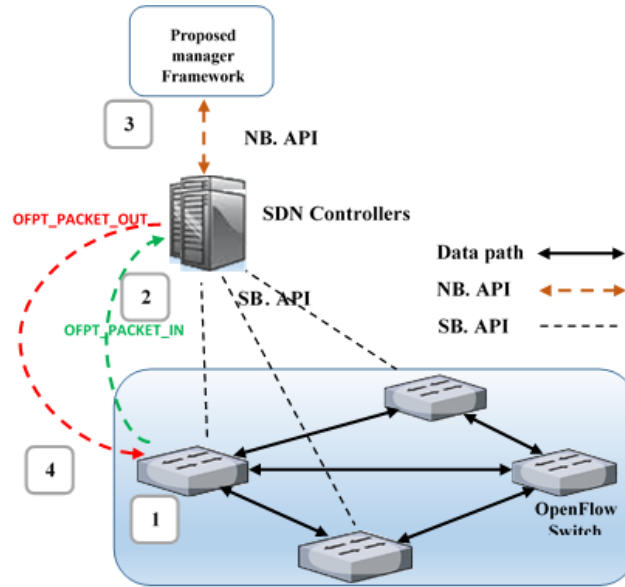 Proposed
manager
Framework
3
NB. API
OFPT_PACKET_OUT
SDN Controllers
Data path
2
SB. API
NB. API
OFPT_PACKET_IN
SB. API
4
1
OpenFlow
Switch